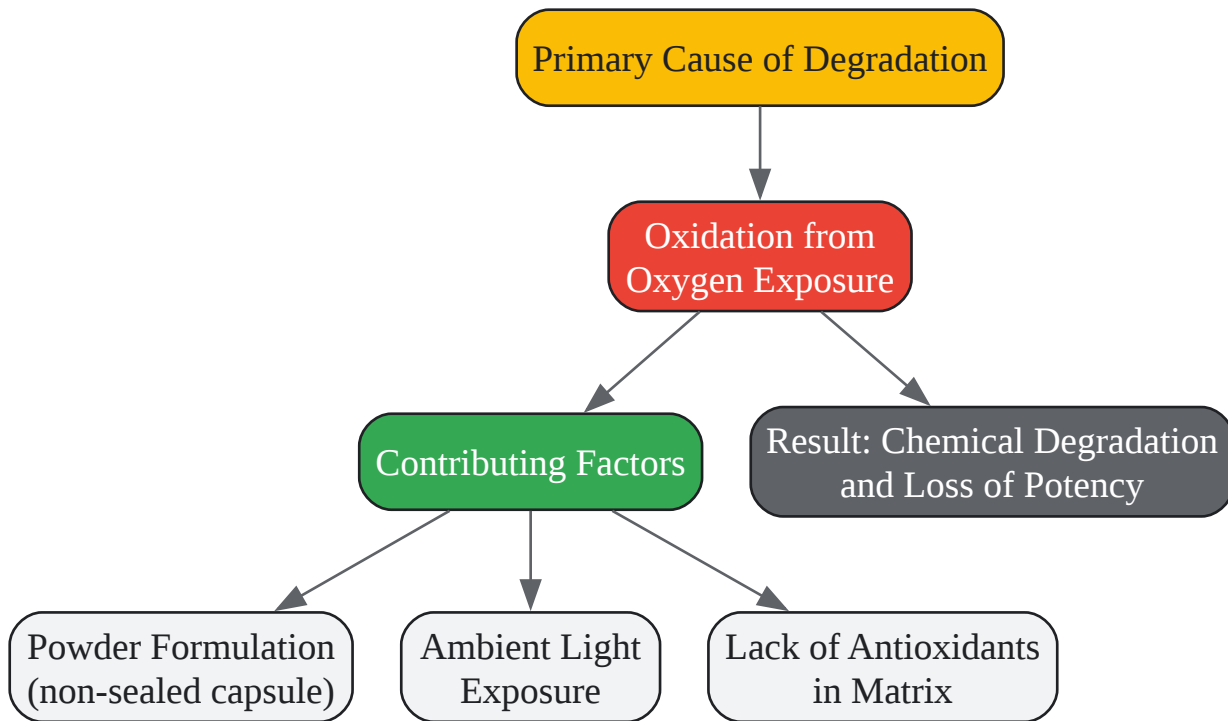 Primary Cause of Degradation
Oxidation from
Oxygen Exposure
Contributing Factors
Result: Chemical Degradation
and Loss of Potency
Powder Formulation
(non-sealed capsule)
Ambient Light
Exposure
Lack of Antioxidants
in Matrix